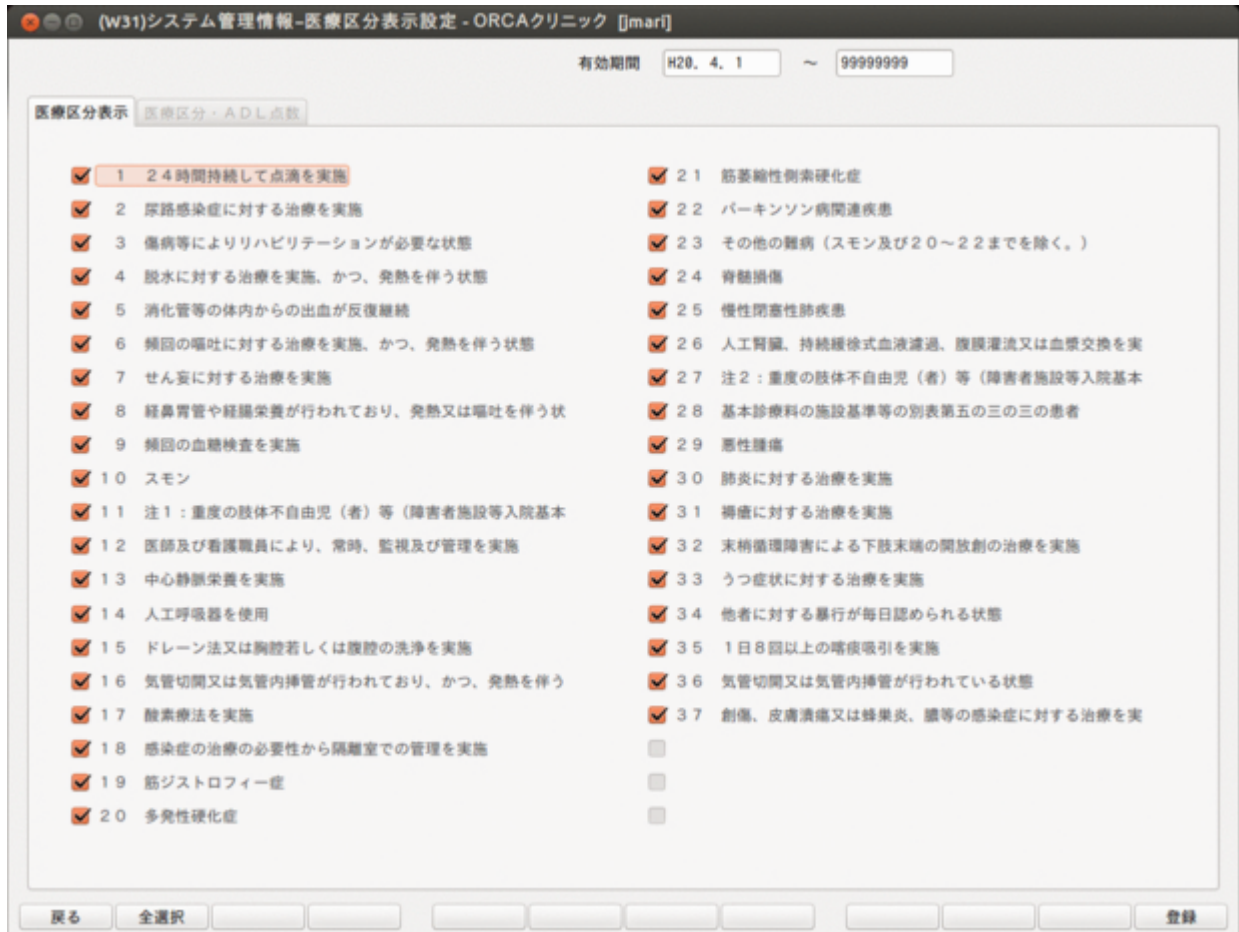 (W31)システム管理情報-医療区分表示設定 - ORCAクリニック [jmari]
有効期間 H20. 4. 1 ～ 99999999
医療区分表示 医療区分・ＡＤＬ点数
1 ２４時間持続して点滴を実施
2 尿路感染症に対する治療を実施
3 傷病等によりリハビリテーションが必要な状態
4 脱水に対する治療を実施、かつ、発熱を伴う状態
5 消化管等の体内からの出血が反復継続
6 頻回の嘔吐に対する治療を実施、かつ、発熱を伴う状態
7 せん妄に対する治療を実施
8 経鼻胃管や経腸栄養が行われており、発熱又は嘔吐を伴う状
9 頻回の血糖検査を実施
10 スモン
11 注１：重度の肢体不自由児（者）等（障害者施設等入院基本
12 医師及び看護職員により、常時、監視及び管理を実施
13 中心静脈栄養を実施
14 人工呼吸器を使用
15 ドレーン法又は胸腔若しくは腹腔の洗浄を実施
16 気管切開又は気管内挿管が行われており、かつ、発熱を伴う
17 酸素療法を実施
18 感染症の治療の必要性から隔離室での管理を実施
19 筋ジストロフィー症
20 多発性硬化症
21 筋萎縮性側索硬化症
22 パーキンソン病関連疾患
23 その他の難病（スモン及び２０～２２までを除く。）
24 脊髄損傷
25 慢性閉塞性肺疾患
26 人工腎臓、持続緩徐式血液濾過、腹膜灌流又は血漿交換を実
27 注２：重度の肢体不自由児（者）等（障害者施設等入院基本
28 基本診療料の施設基準等の別表第五の三の三の患者
29 悪性腫瘍
30 肺炎に対する治療を実施
31 褥瘡に対する治療を実施
32 末梢循環障害による下肢末端の開放創の治療を実施
33 うつ症状に対する治療を実施
34 他者に対する暴行が毎日認められる状態
35 １日８回以上の喀痰吸引を実施
36 気管切開又は気管内挿管が行われている状態
37 創傷、皮膚潰瘍又は蜂巣炎、膿等の感染症に対する治療を実
戻る 全選択 登録